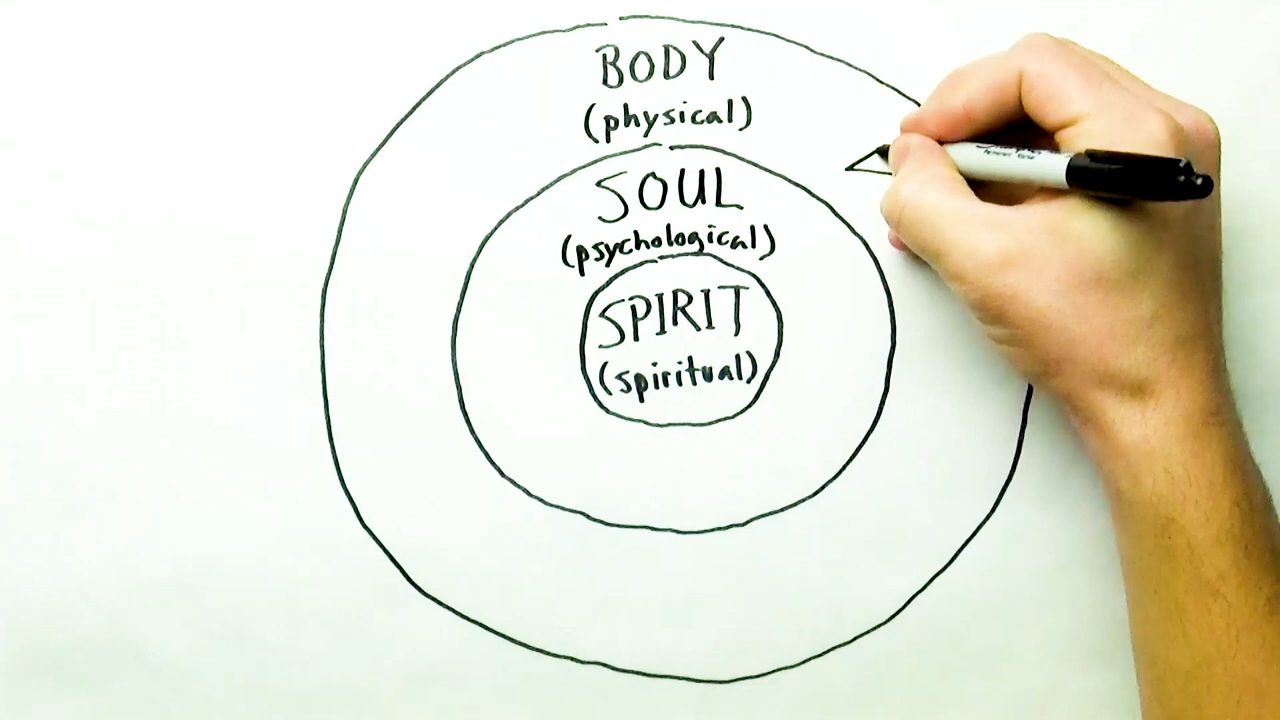 BODY
(physical)
SOUL
(psychological)
SPIRIT
(spiritual)